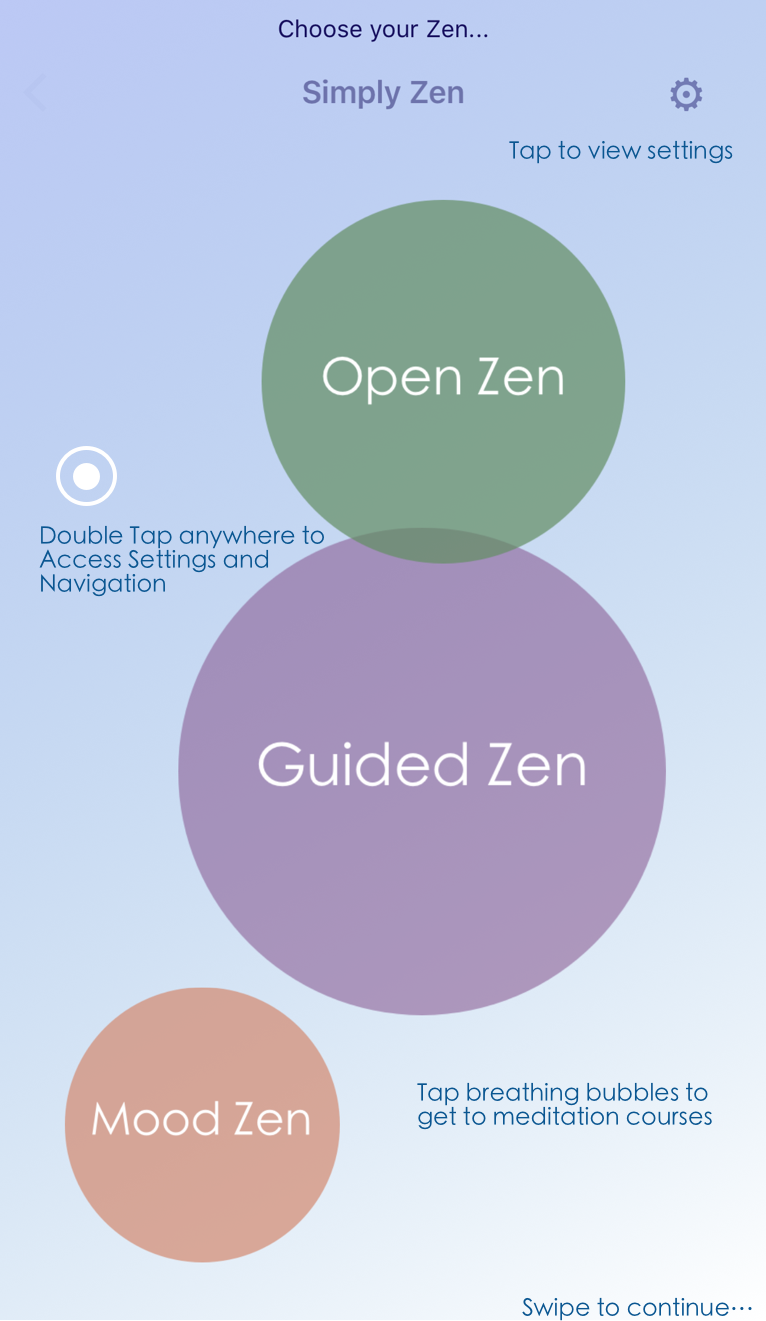 Choose your Zen...
Simply Zen
Tap to view settings
Open Zen
Double Tap anywhere to
Access Settings and
Navigation
Guided Zen
Mood Zen
Tap breathing bubbles to
get to meditation courses
Swipe to continue...